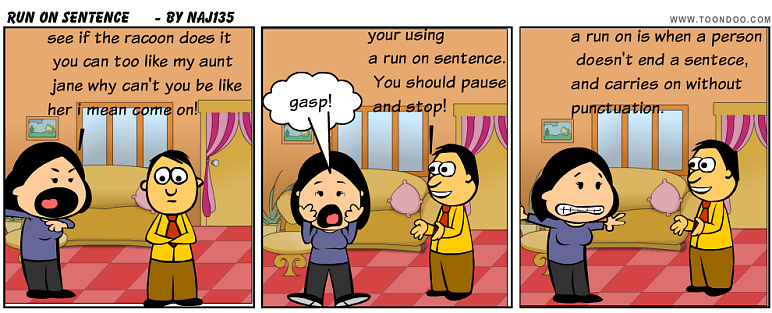 RUN ON SENTENCE - BY NAJ135
WWW.TOONDOO.COM
see if the racoon does it
you can too like my aunt
jane why can't you be like
her i mean come on!
gasp!
your using
a run on sentence.
You should pause
and stop!
a run on is when a person
doesn't end a sentece,
and carries on without
punctuation.